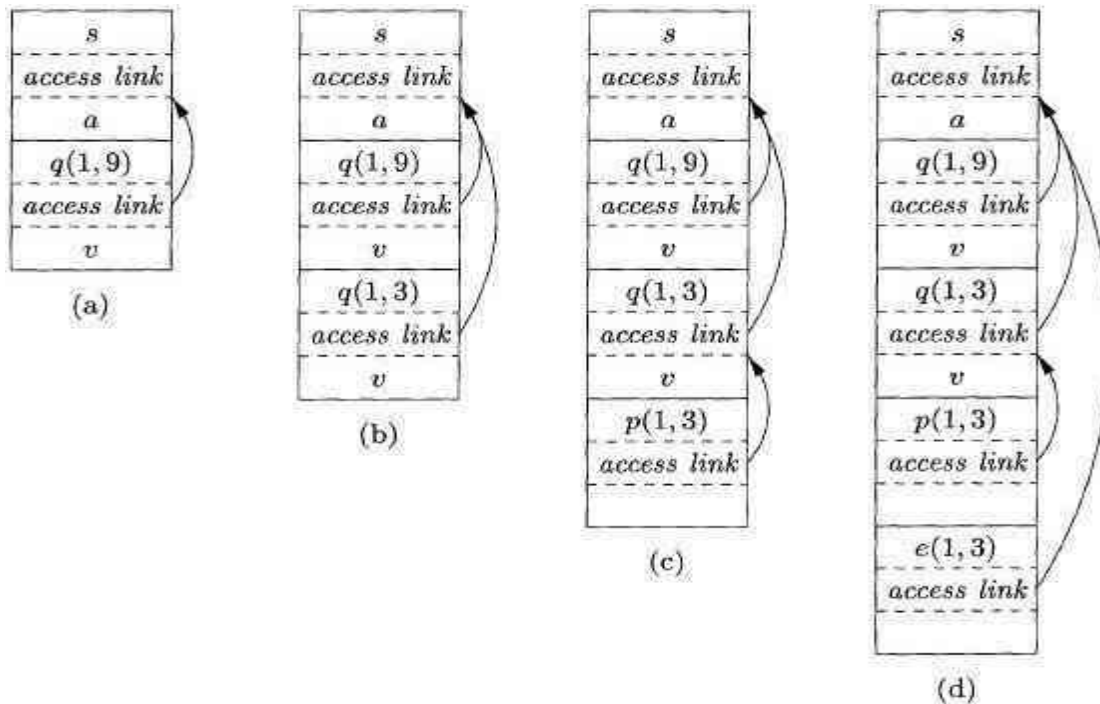 s
access link
a
q(1, 9)
access link
v
(a)
s
access link
a
q(1, 9)
access link
v
q(1, 3)
access link
v
(b)
s
access link
a
q(1, 9)
access link
v
q(1, 3)
access link
v
p(1, 3)
access link
(c)
s
access link
a
q(1, 9)
access link
v
q(1, 3)
access link
v
p(1, 3)
access link
e(1, 3)
access link
(d)